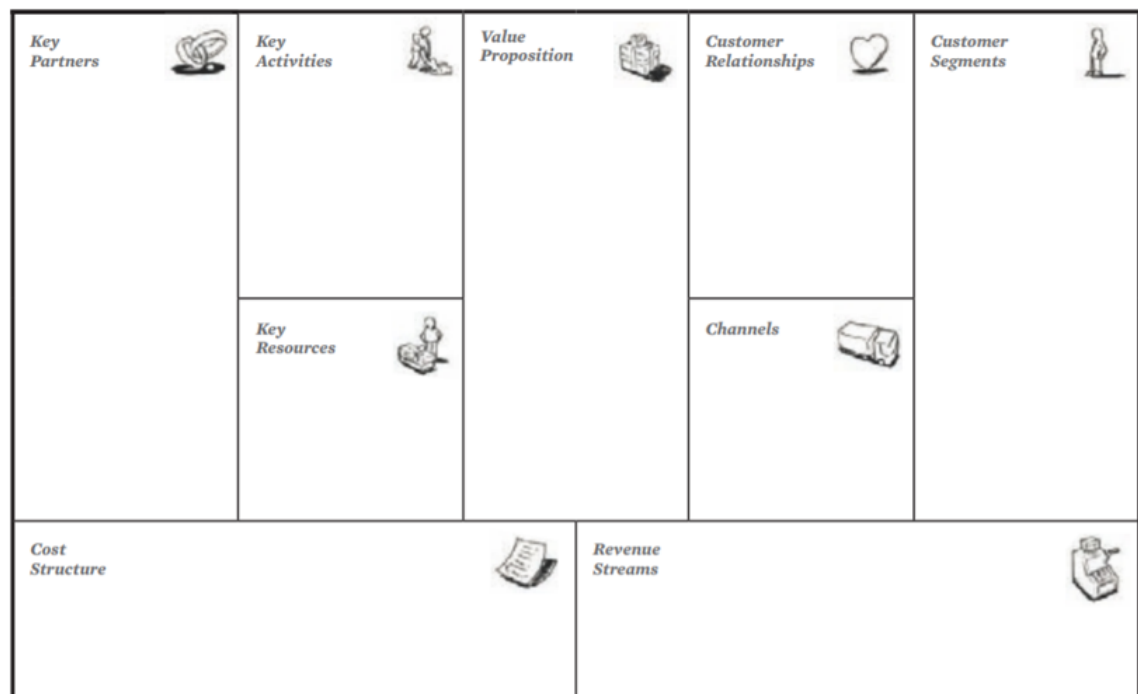 Key
Partners
Key
Activities
Value
Proposition
Customer
Relationships
Customer
Segments
Key
Resources
Channels
Cost
Structure
Revenue
Streams